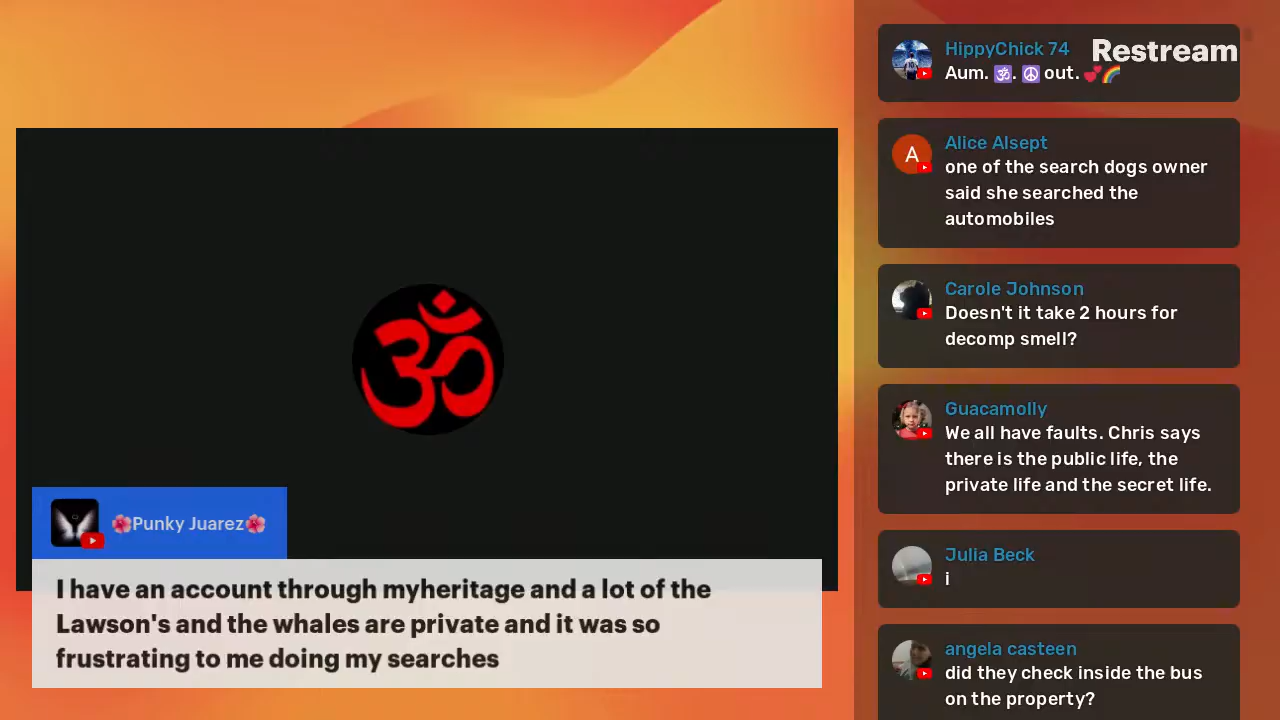 Restream
HippyChick 74
Aum. 🕉. ☮ out. 💕🌈
Alice Alsept
A
one of the search dogs owner
said she searched the
automobiles
Carole Johnson
Doesn't it take 2 hours for
decomp smell?
Guacamolly
We all have faults. Chris says
there is the public life, the
private life and the secret life.
Julia Beck
i
angela casteen
did they check inside the bus
on the property?
ॐ
🌺Punky Juarez🌺
I have an account through myheritage and a lot of the
Lawson's and the whales are private and it was so
frustrating to me doing my searches